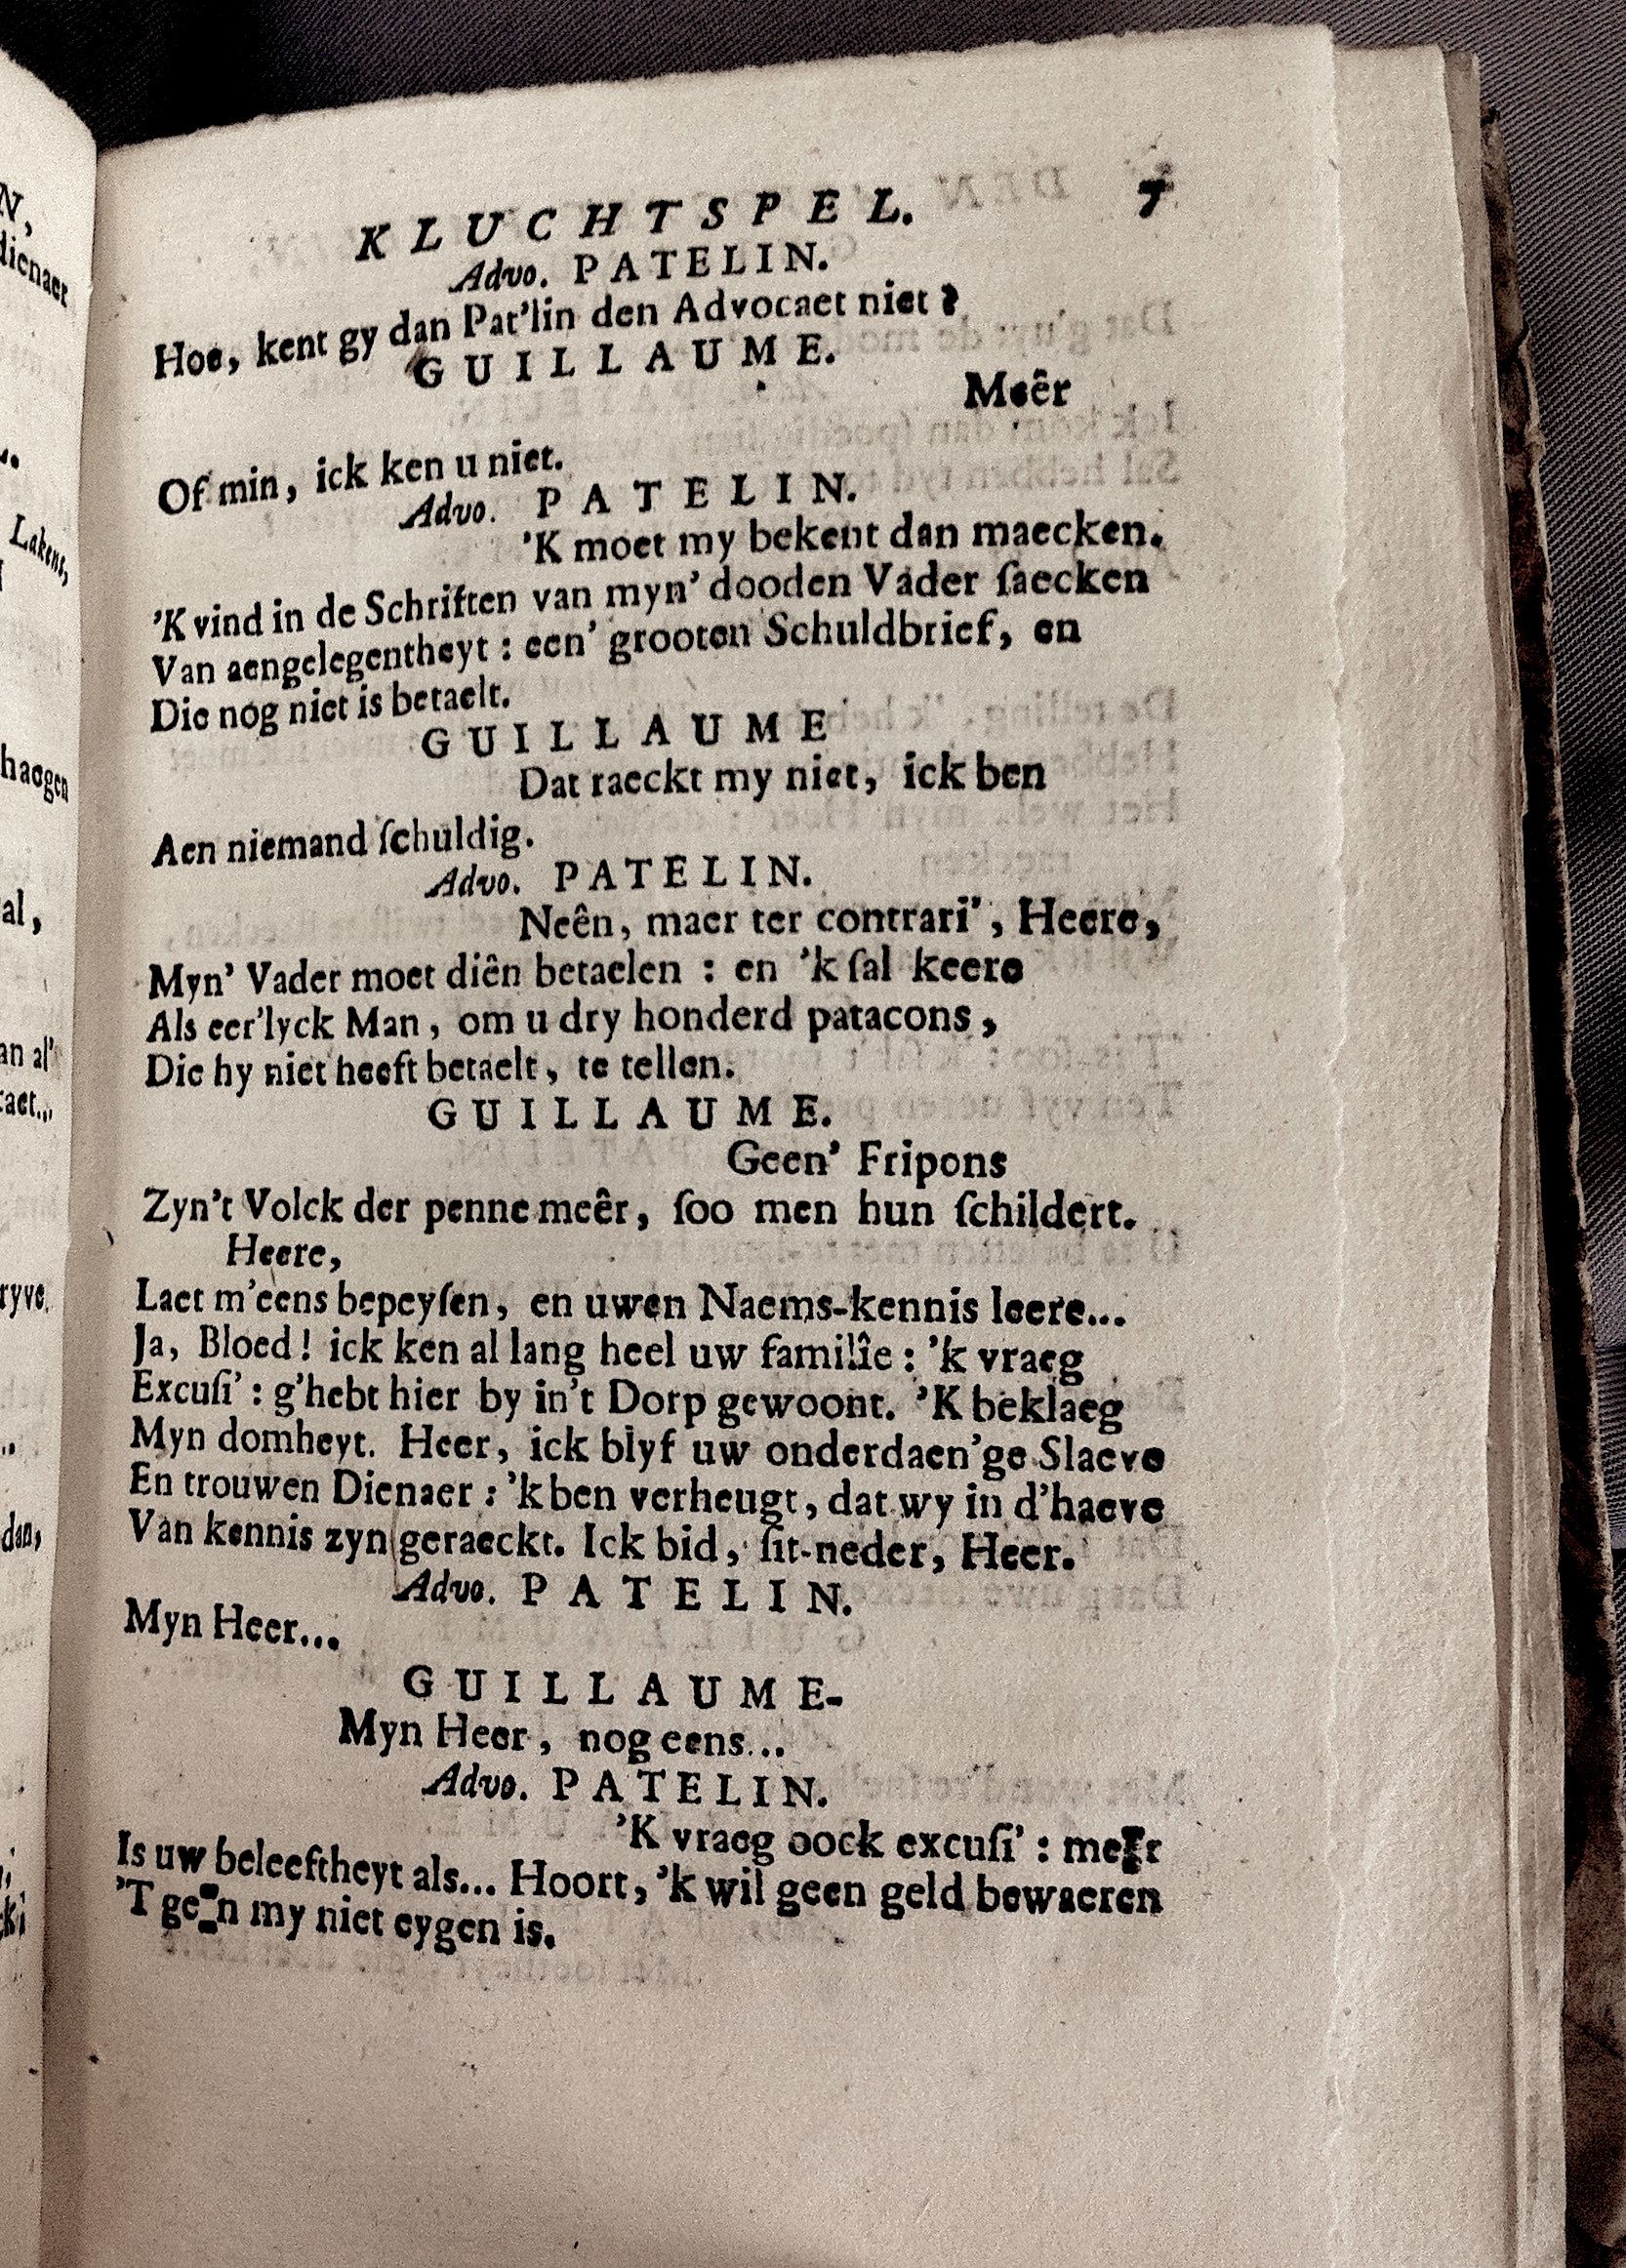 KLUCHTSPEL. 7
Advo. PATELIN.
Hoe, kent gy dan Pat'lin den Advocaet niet?
GUILLAUME.
Meêr
Of min, ick ken u niet.
Advo. PATELIN.
'K moet my bekent dan maecken.
'K vind in de Schriften van myn' dooden Vader ſaecken
Van aengelegentheyt : een' grooten Schuldbrief, en
Die nog niet is betaelt.
GUILLAUME
Dat raeckt my niet, ick ben
Aen niemand ſchuldig.
Advo. PATELIN.
Neên, maer ter contrari', Heere,
Myn' Vader moet diên betaelen : en 'k ſal keere
Als eer'lyck Man, om u dry honderd patacons,
Die hy niet heeft betaelt, te tellen.
GUILLAUME.
Geen' Fripons
Zyn't Volck der penne meêr, ſoo men hun ſchildert.
Heere,
Laet m'eens bepeyſen, en uwen Naems-kennis leere...
Ja, Bloed! ick ken al lang heel uw familîe : 'k vraeg
Excuſi' : g'hebt hier by in't Dorp gewoont. 'K beklaeg
Myn domheyt. Heer, ick blyf uw onderdaen'ge Slaeve
En trouwen Dienaer : 'k ben verheugt, dat wy in d'haeve
Van kennis zyn geraeckt. Ick bid, ſit-neder, Heer.
Advo. PATELIN.
Myn Heer...
GUILLAUME-
Myn Heer, nog eens...
Advo. PATELIN.
'K vraeg oock excuſi' : meer
Is uw beleeftheyt als... Hoort, 'k wil geen geld bewaeren
'T geen my niet eygen is.